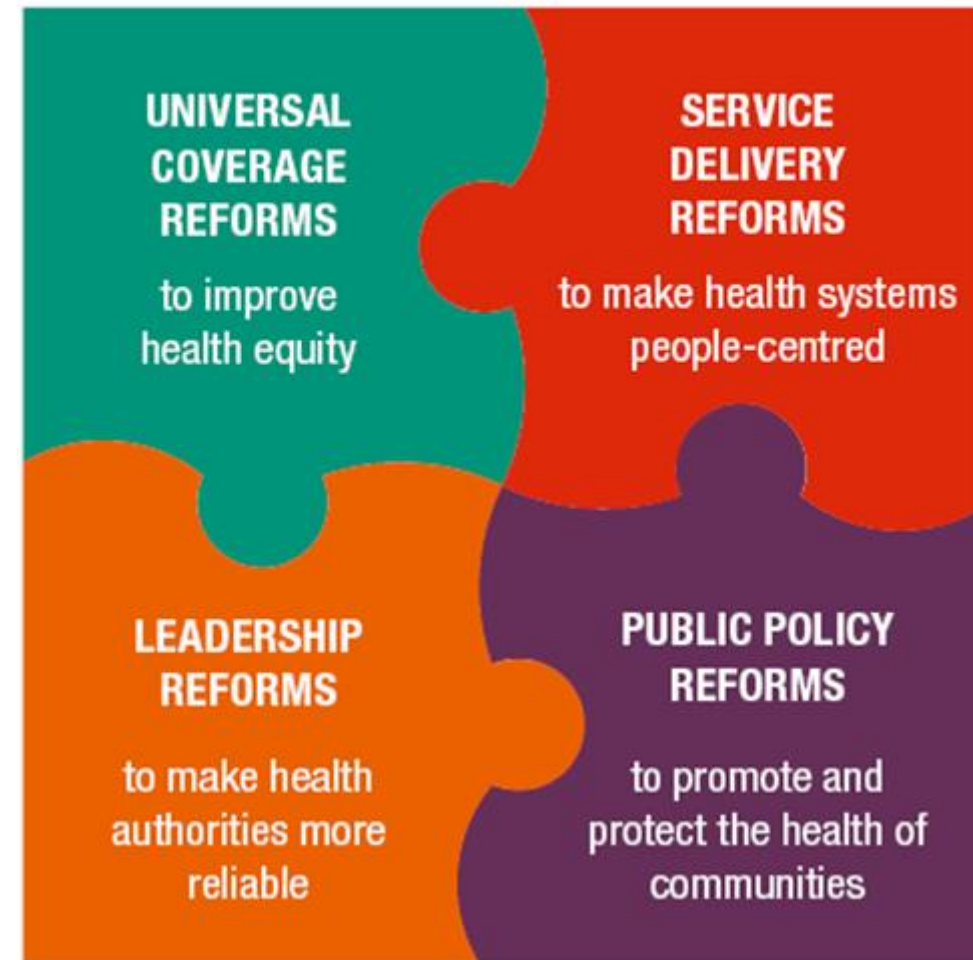 UNIVERSAL
COVERAGE
REFORMS
to improve
health equity
SERVICE
DELIVERY
REFORMS
to make health systems
people-centred
LEADERSHIP
REFORMS
to make health
authorities more
reliable
PUBLIC POLICY
REFORMS
to promote and
protect the health of
communities